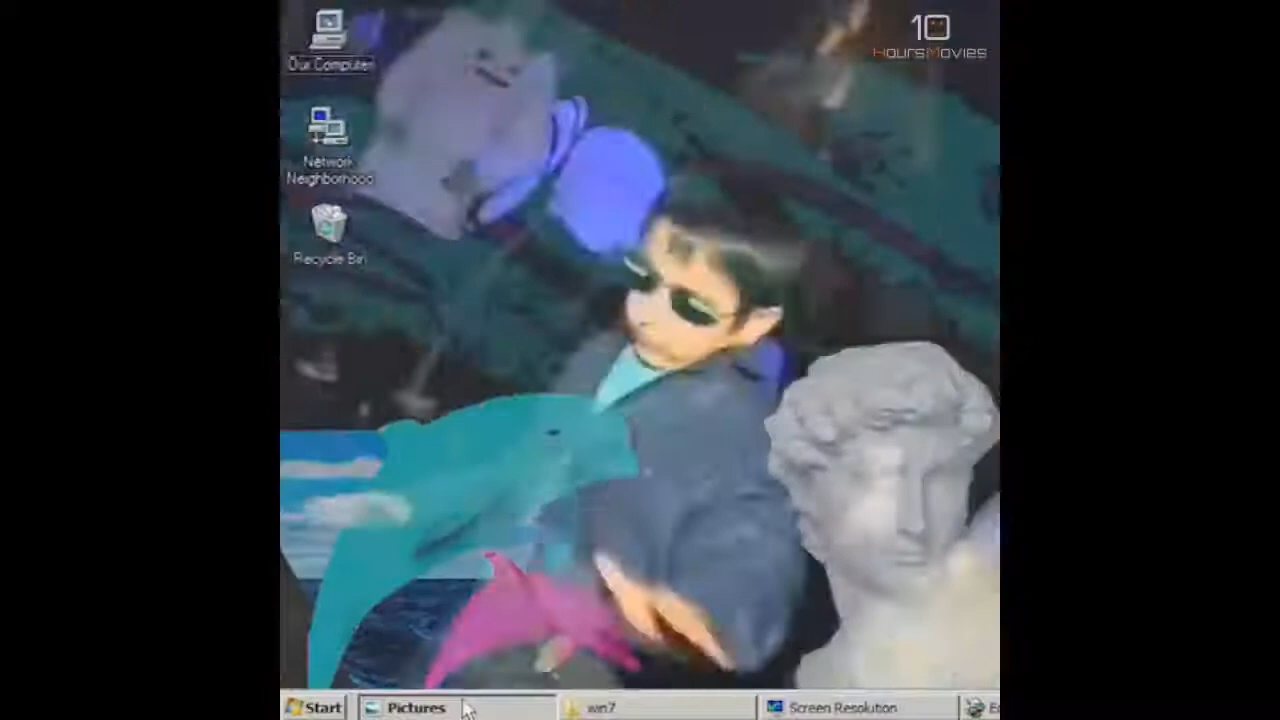 10
HoursMovies
Our Computer
Network
Neighborhood
Recycle Bin
Start
Pictures
win7
Screen Resolution